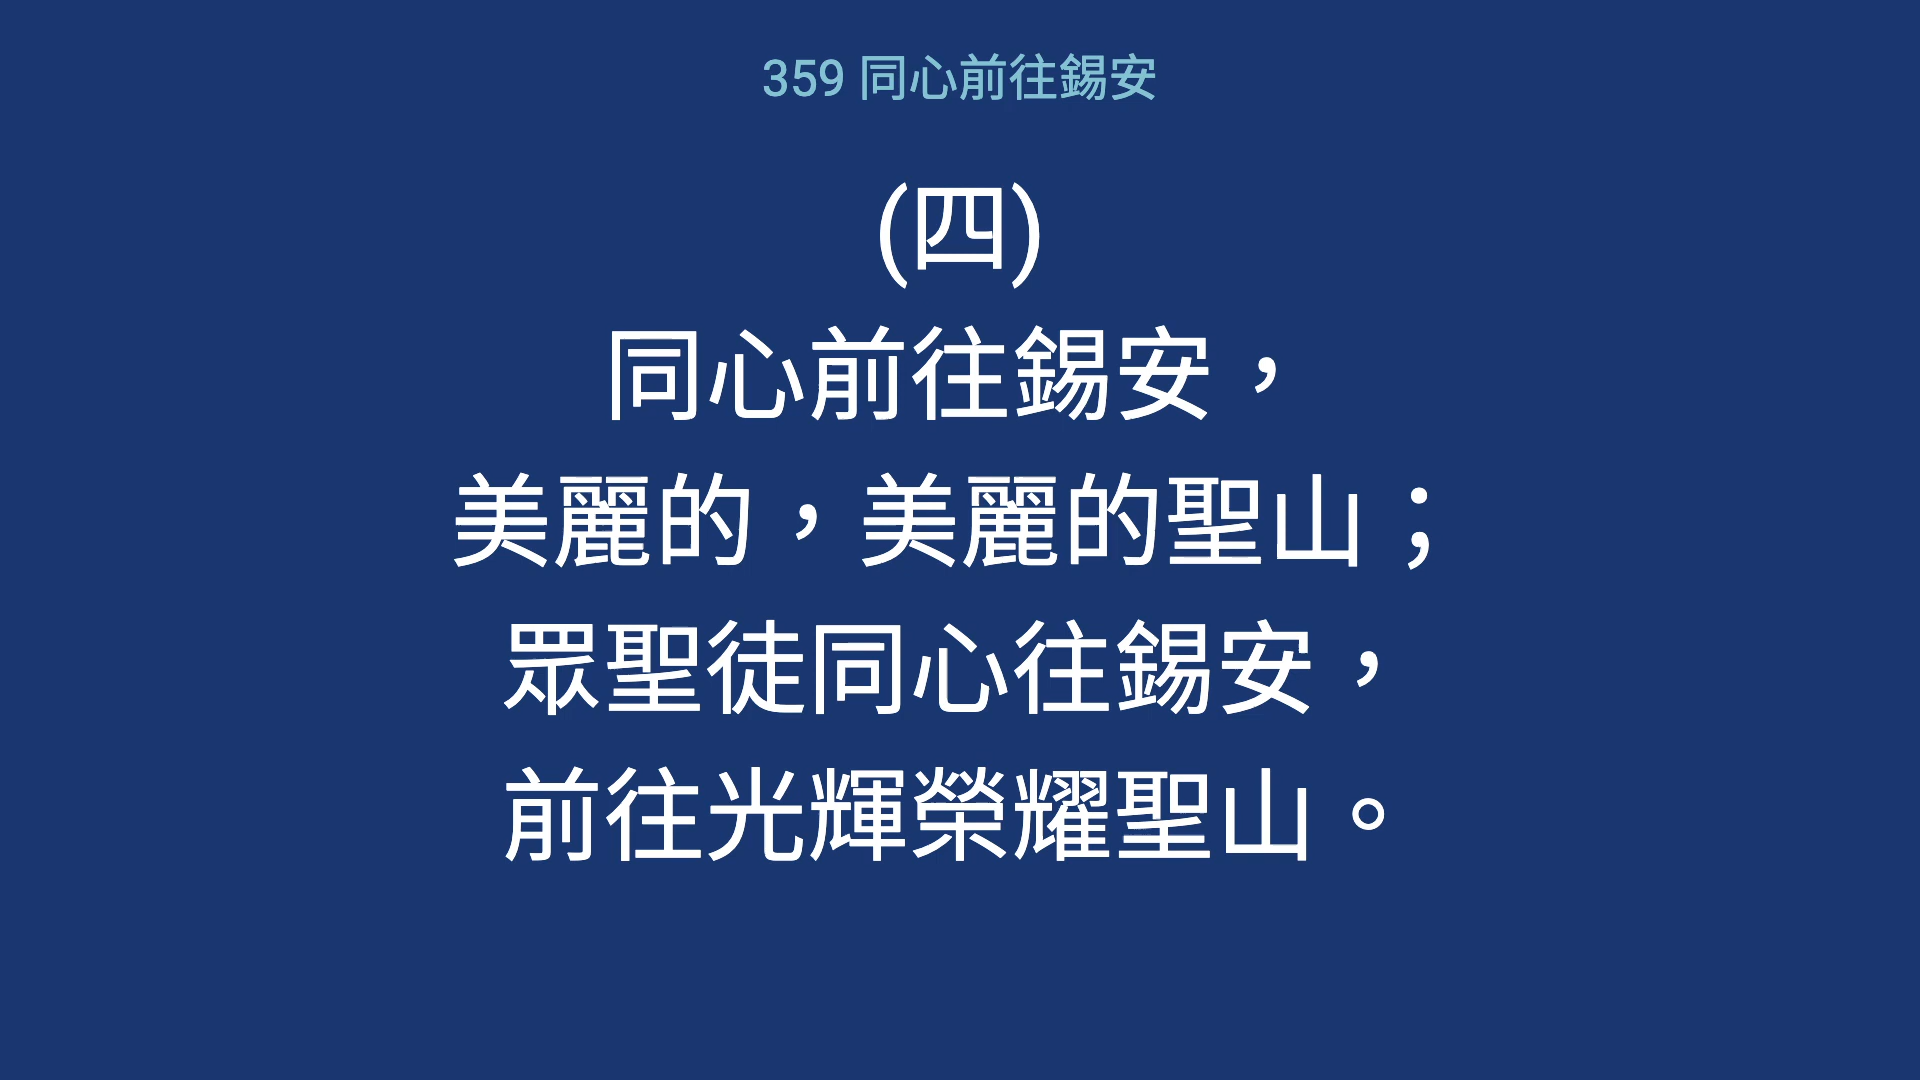 359 同心前往錫安
(四)
同心前往錫安，
美麗的，美麗的聖山；
眾聖徒同心往錫安，
前往光輝榮耀聖山。